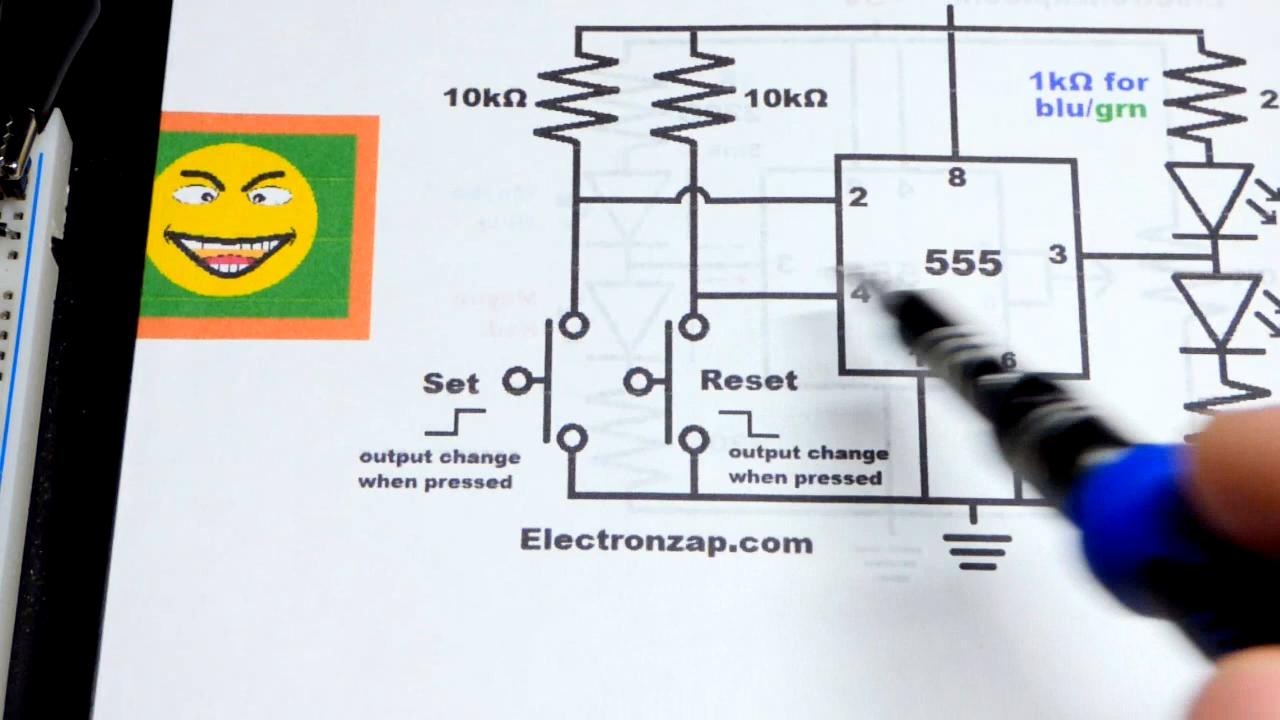 10kΩ
10kΩ
1kΩ for
blu/grn
2
8
2
555
3
4
6
Set
Reset
output change
when pressed
output change
when pressed
Electronzap.com